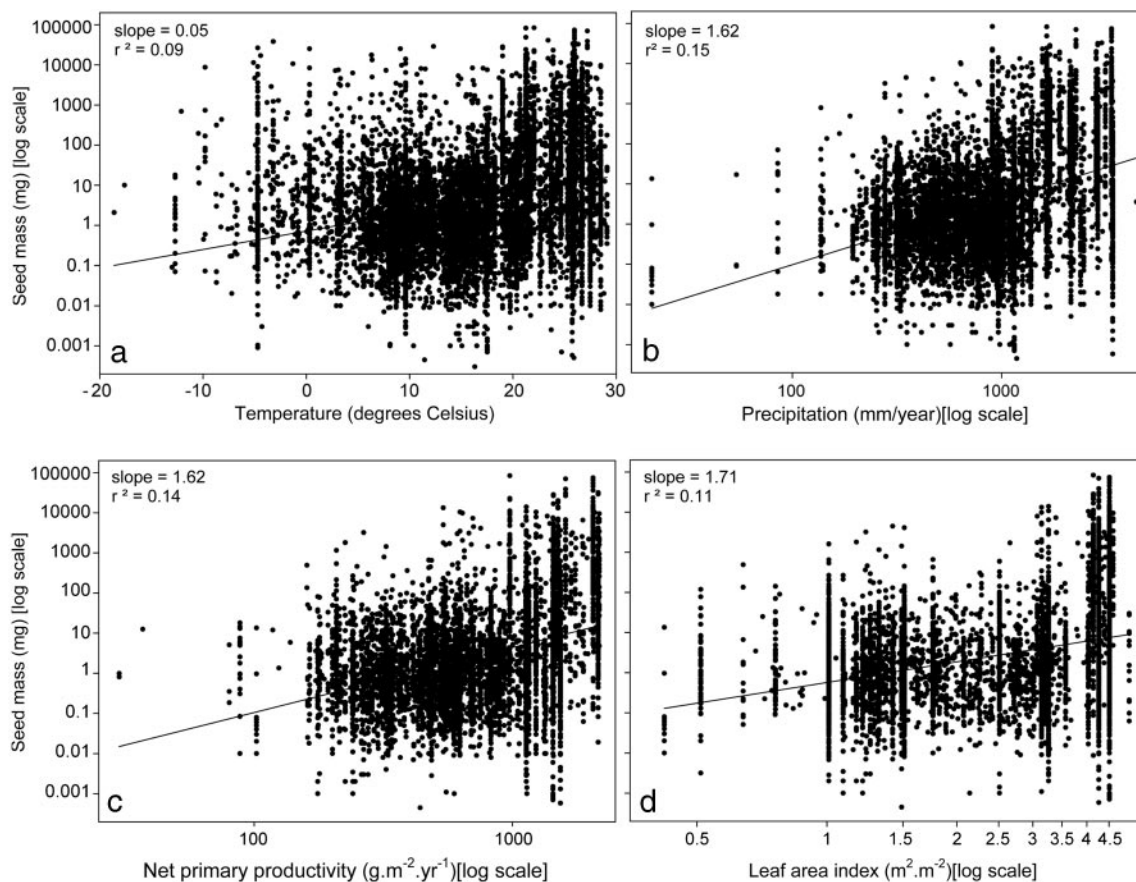 slope = 0.05
r ² = 0.09
100000
10000
1000
100
10
1
0.1
0.01
0.001
Seed mass (mg) [log scale]
a
-20
-10
0
10
20
30
Temperature (degrees Celsius)
slope = 1.62
r² = 0.15
b
100
1000
Precipitation (mm/year)[log scale]
slope = 1.62
r ² = 0.14
100000
10000
1000
100
10
1
0.1
0.01
0.001
Seed mass (mg) [log scale]
c
100
1000
Net primary productivity (g.m⁻².yr⁻¹)[log scale]
slope = 1.71
r ² = 0.11
d
0.5
1
1.5
2
2.5
3
3.5
4
4.5
Leaf area index (m².m⁻²)[log scale]